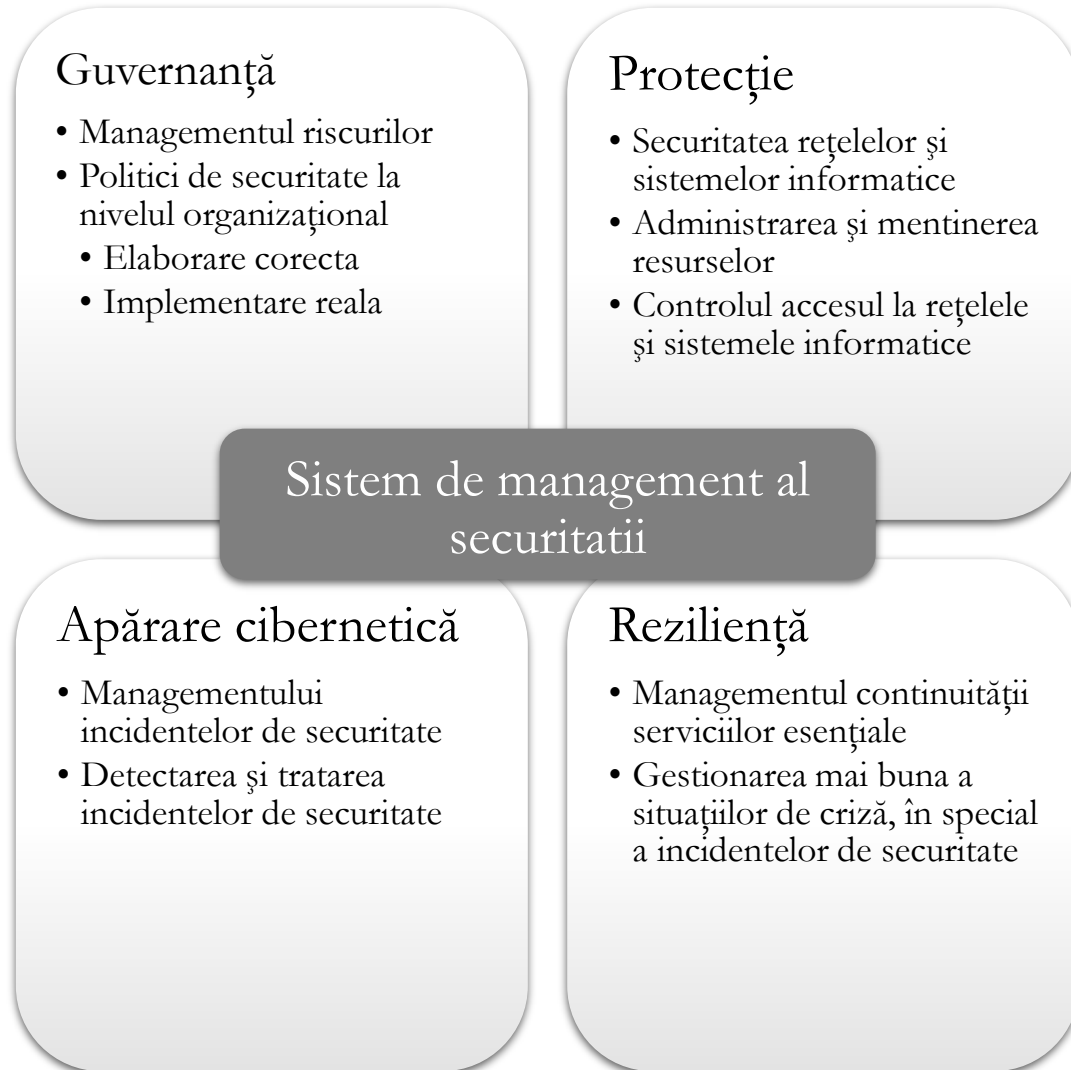 Guvernanță
• Managementul riscurilor
• Politici de securitate la
nivelul organizațional
• Elaborare corecta
• Implementare reala
Protecție
• Securitatea rețelelor şi
sistemelor informatice
• Administrarea şi mentinerea
resurselor
• Controlul accesul la rețelele
şi sistemele informatice
Sistem de management al
securitatii
Apărare cibernetică
• Managementului
incidentelor de securitate
• Detectarea şi tratarea
incidentelor de securitate
Reziliență
• Managementul continuității
serviciilor esențiale
• Gestionarea mai buna a
situațiilor de criză, în special
a incidentelor de securitate